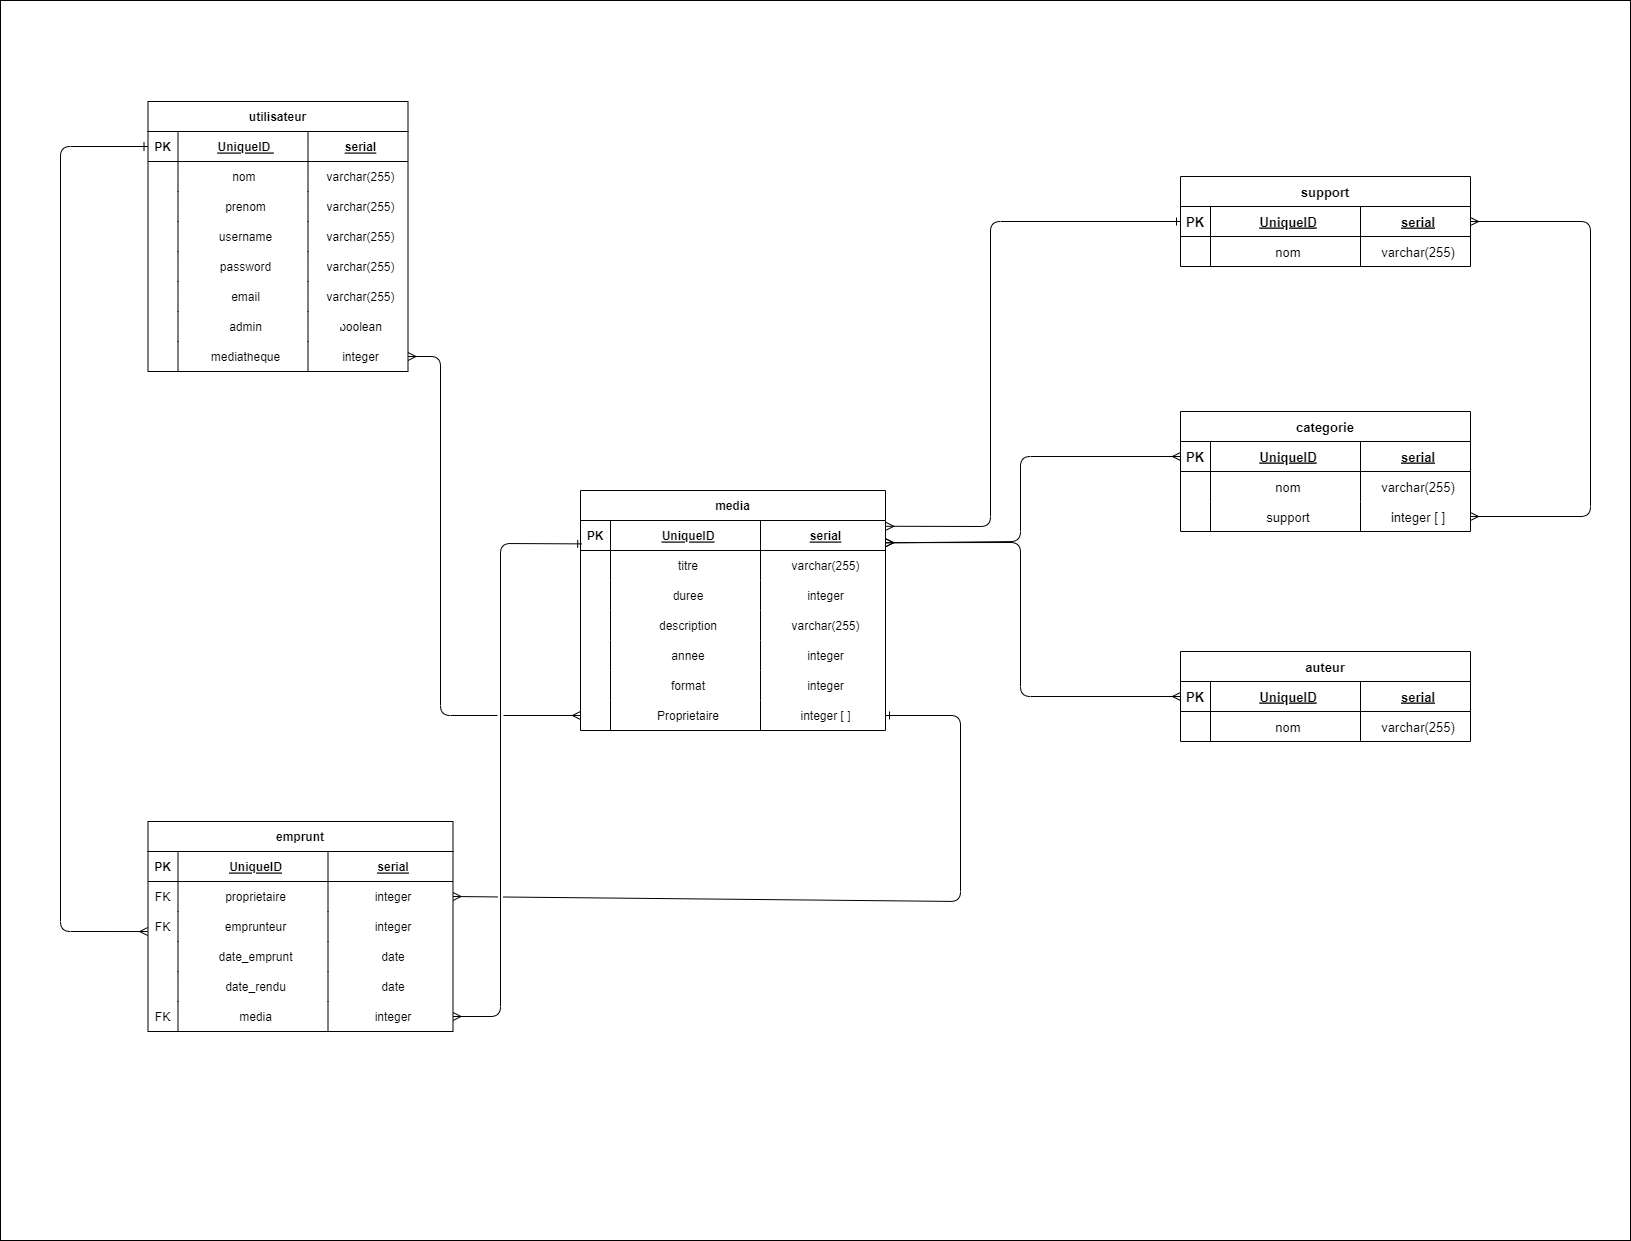 utilisateur
PK UniqueID serial
nom varchar(255)
prenom varchar(255)
username varchar(255)
password varchar(255)
email varchar(255)
admin boolean
mediatheque integer
support
PK UniqueID serial
nom varchar(255)
categorie
PK UniqueID serial
nom varchar(255)
support integer [ ]
media
PK UniqueID serial
titre varchar(255)
duree integer
description varchar(255)
annee integer
format integer
Proprietaire integer [ ]
auteur
PK UniqueID serial
nom varchar(255)
emprunt
PK UniqueID serial
FK proprietaire integer
FK emprunteur integer
date_emprunt date
date_rendu date
FK media integer